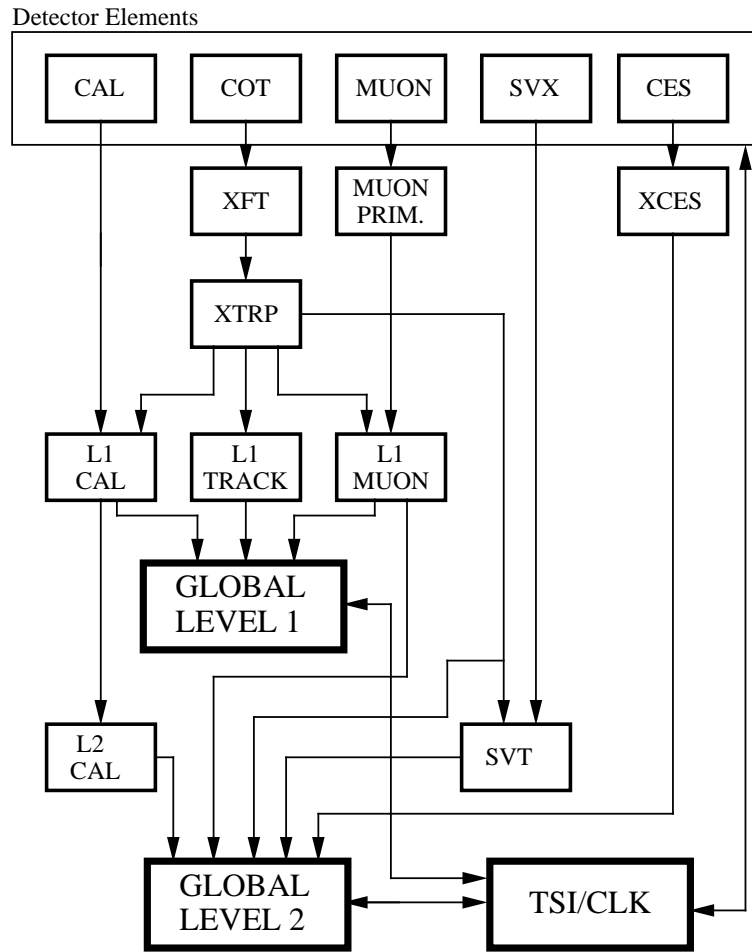 Detector Elements
CAL
COT
MUON
SVX
CES
XFT
MUON
PRIM.
XCES
XTRP
L1
CAL
L1
TRACK
L1
MUON
GLOBAL
LEVEL 1
L2
CAL
SVT
GLOBAL
LEVEL 2
TSI/CLK